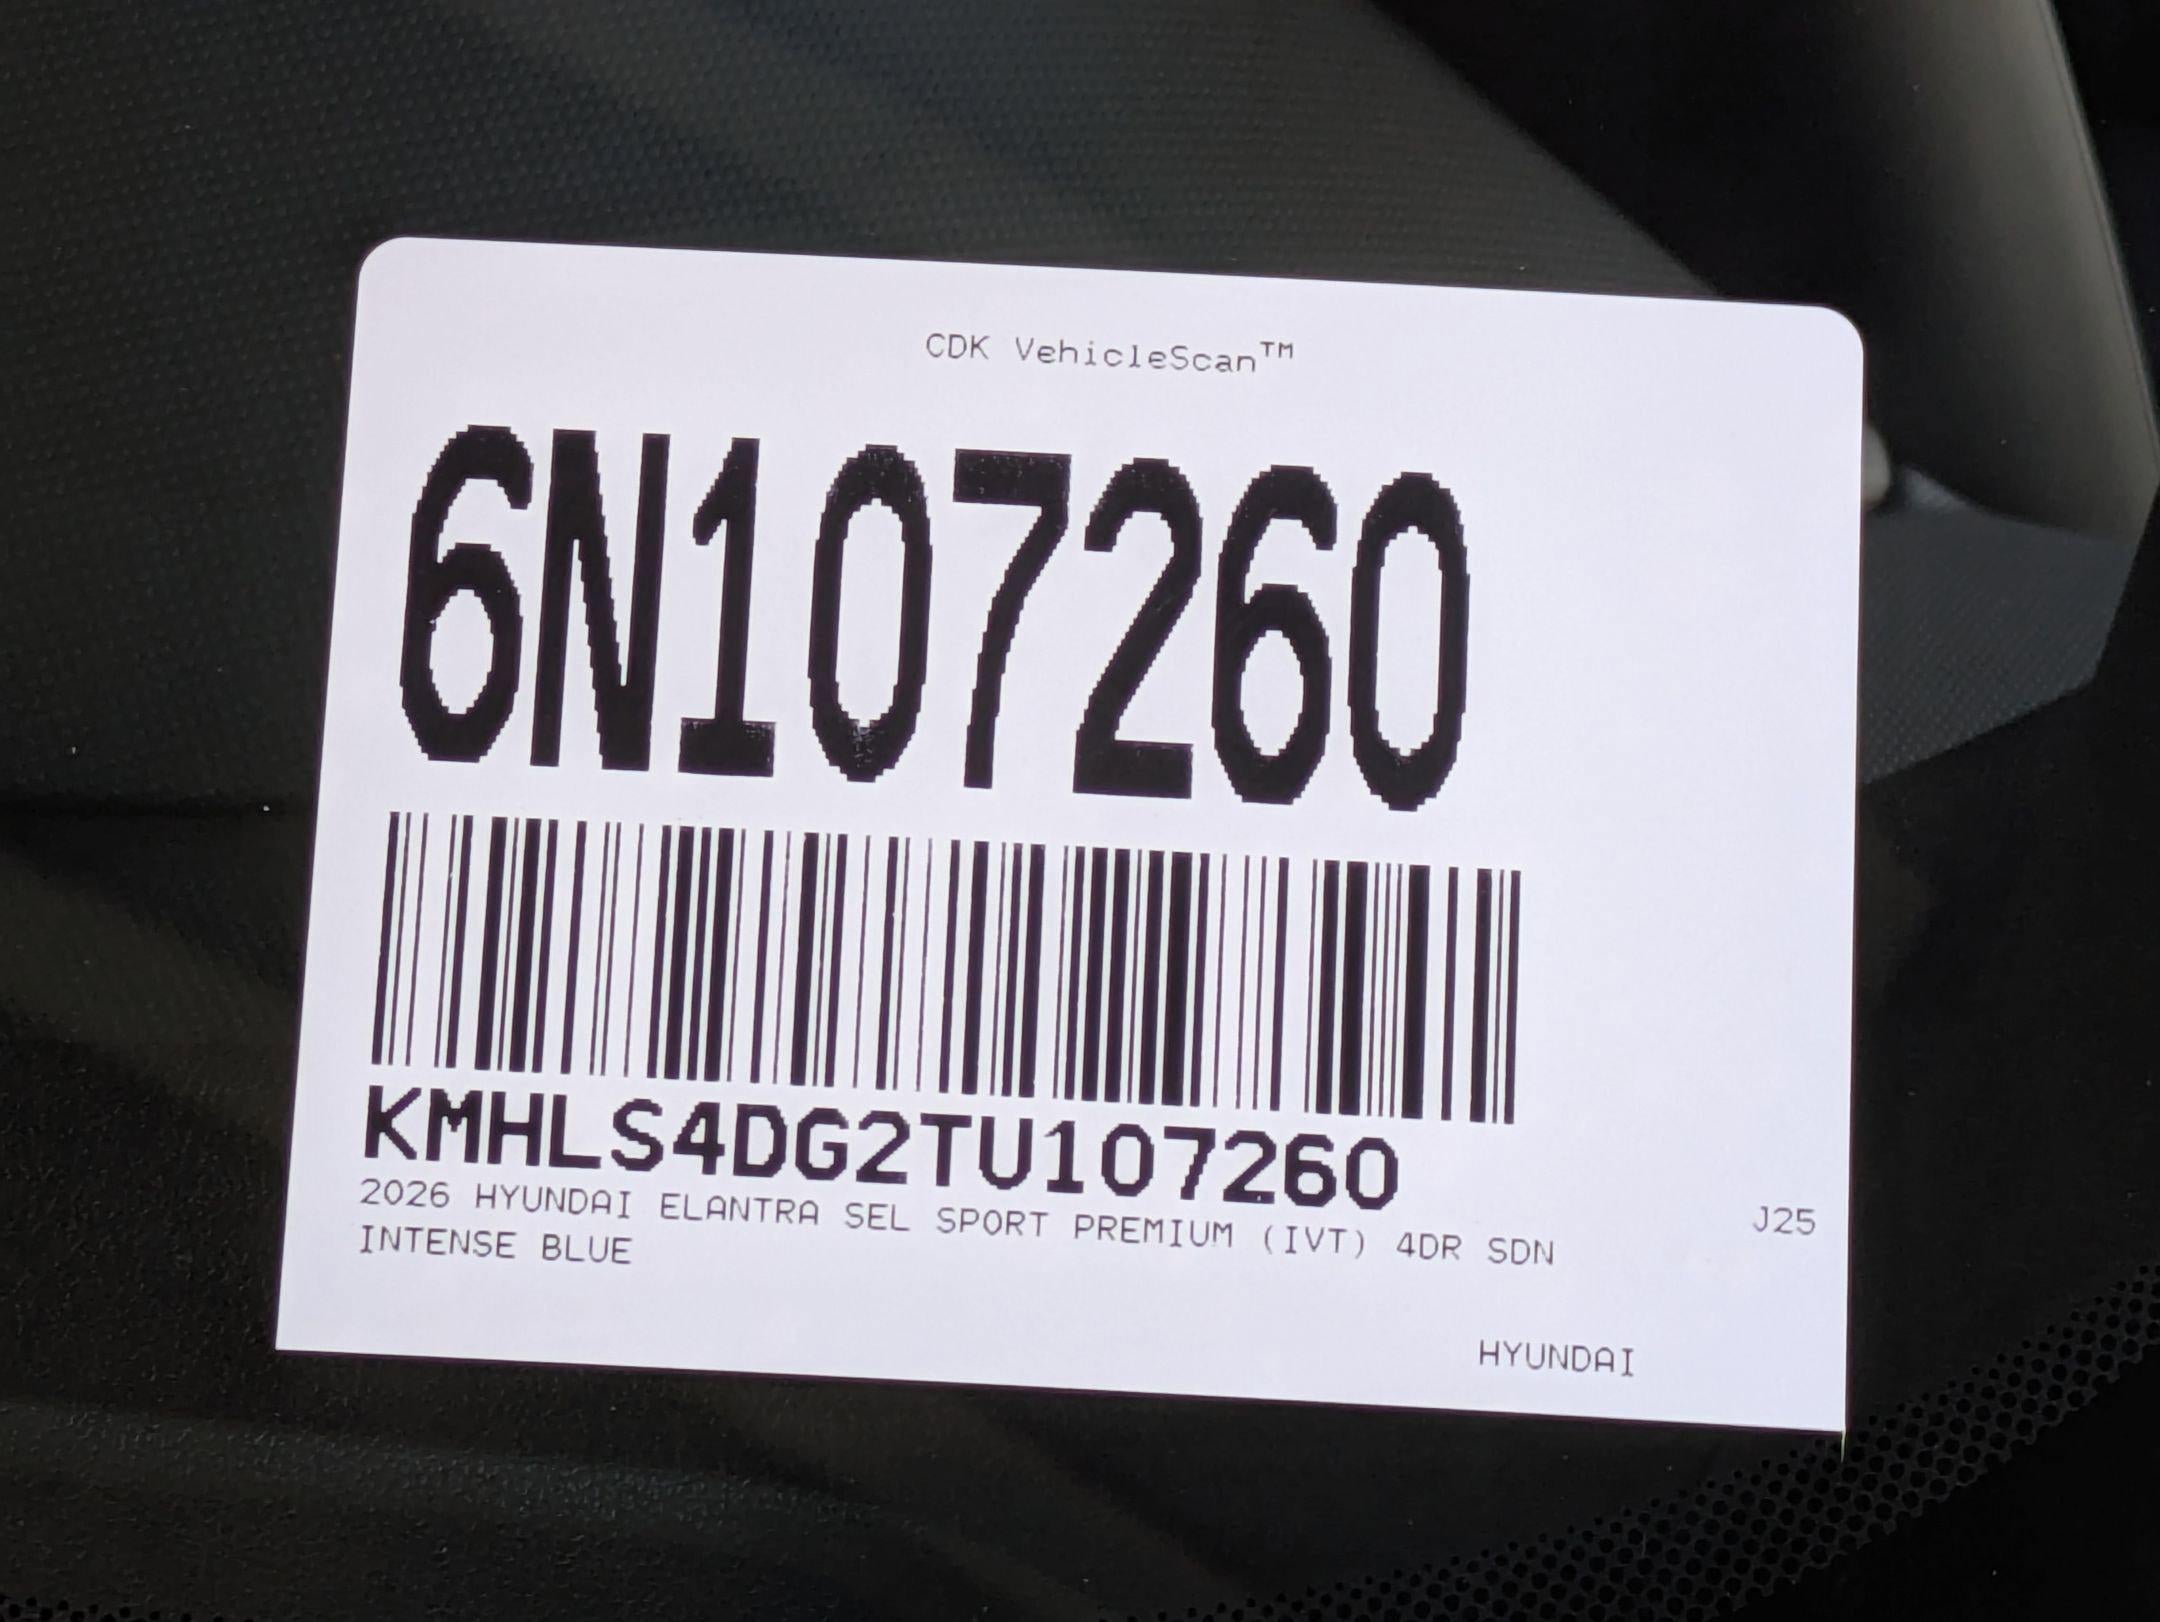 CDK VehicleScan™
6N107260
KMHLS4DG2TU107260
2026 HYUNDAI ELANTRA SEL SPORT PREMIUM (IVT) 4DR SDN J25
INTENSE BLUE
HYUNDAI